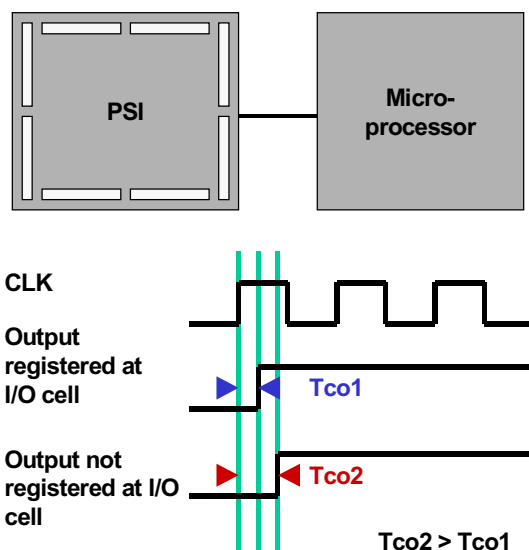 PSI
Micro-
processor
CLK
Output
registered at
I/O cell
Tco1
Output not
registered at I/O
cell
Tco2
Tco2 > Tco1